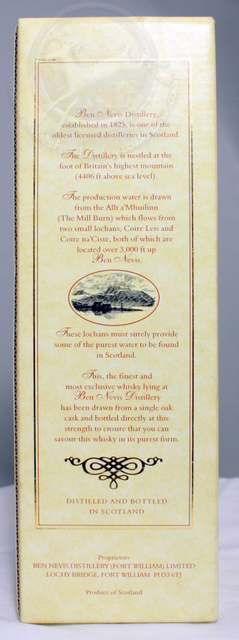 Ben Nevis Distillery,
established in 1825, is one of the
oldest licensed distilleries in Scotland.
The Distillery is nestled at the
foot of Britain's highest mountain
(4406 ft above sea level).
The production water is drawn
from the Allt a'Mhuilinn
(The Mill Burn) which flows from
two small lochans, Coire Leis and
Coire na'Ciste, both of which are
located over 3,000 ft up
Ben Nevis.
These lochans must surely provide
some of the purest water to be found
in Scotland.
This, the finest and
most exclusive whisky lying at
Ben Nevis Distillery
has been drawn from a single oak
cask and bottled directly at this
strength to ensure that you can
savour this whisky in its purest form.
DISTILLED AND BOTTLED
IN SCOTLAND
Proprietors
BEN NEVIS DISTILLERY (FORT WILLIAM) LIMITED
LOCHY BRIDGE, FORT WILLIAM PH33 6TJ
Produce of Scotland